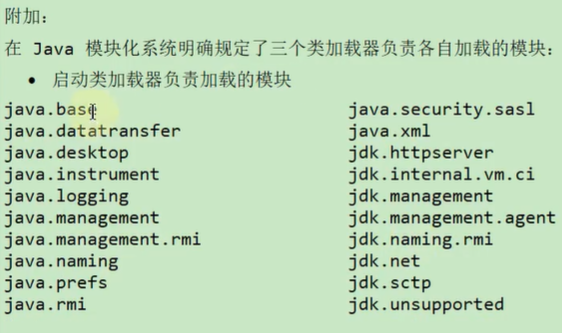 附加:
在 Java 模块化系统明确规定了三个类加载器负责各自加载的模块:
• 启动类加载器负责加载的模块
java.base java.security.sasl
java.datatransfer java.xml
java.desktop jdk.httpserver
java.instrument jdk.internal.vm.ci
java.logging jdk.management
java.management jdk.management.agent
java.management.rmi jdk.naming.rmi
java.naming jdk.net
java.prefs jdk.sctp
java.rmi jdk.unsupported